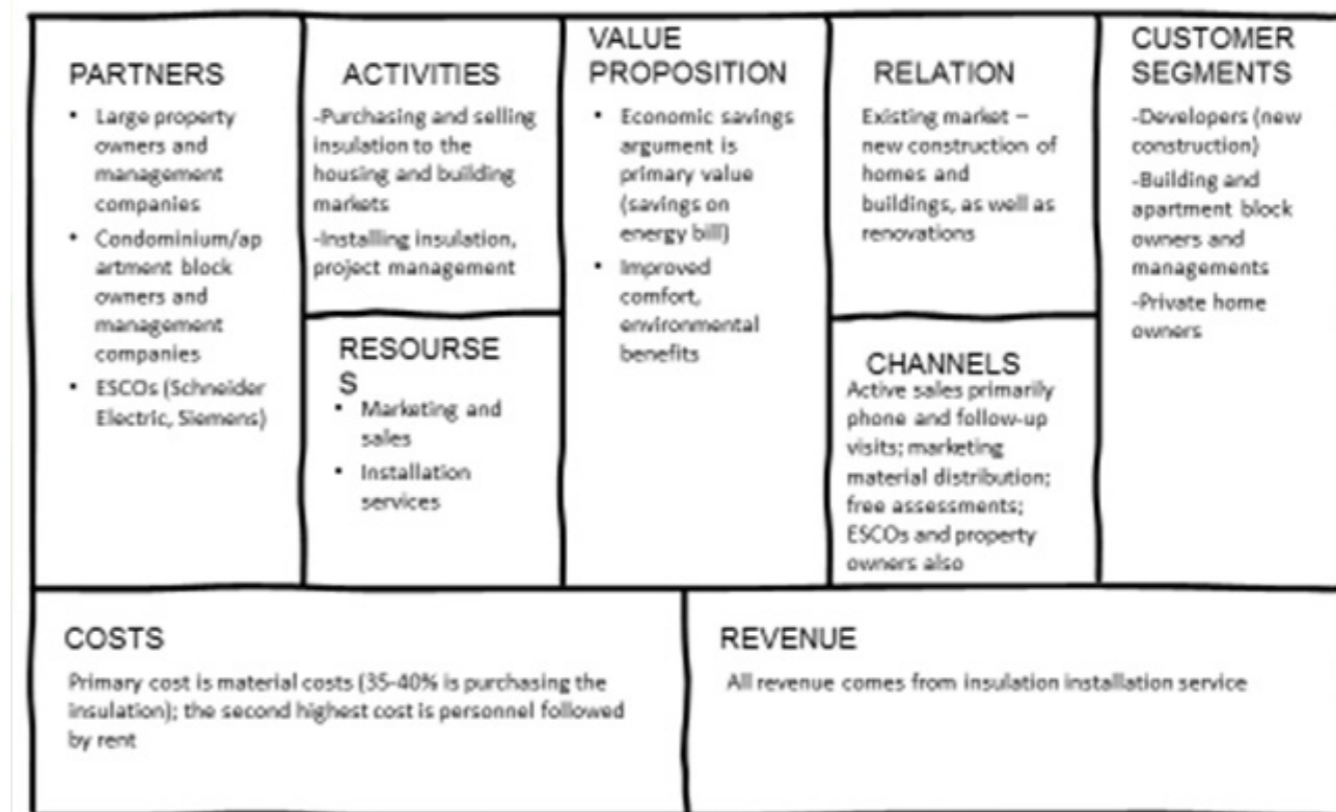 PARTNERS
• Large property
owners and
management
companies
• Condominium/ap
artment block
owners and
management
companies
• ESCOs (Schneider
Electric, Siemens)
ACTIVITIES
-Purchasing and selling
insulation to the
housing and building
markets
-Installing insulation,
project management
RESOURSE
S
• Marketing and
sales
• Installation
services
VALUE
PROPOSITION
• Economic savings
argument is
primary value
(savings on
energy bill)
• Improved
comfort,
environmental
benefits
RELATION
Existing market –
new construction of
homes and
buildings, as well as
renovations
CHANNELS
Active sales primarily
phone and follow-up
visits; marketing
material distribution;
free assessments;
ESCOs and property
owners also
CUSTOMER
SEGMENTS
-Developers (new
construction)
-Building and
apartment block
owners and
managements
-Private home
owners
COSTS
Primary cost is material costs (35-40% is purchasing the
insulation); the second highest cost is personnel followed
by rent
REVENUE
All revenue comes from insulation installation service